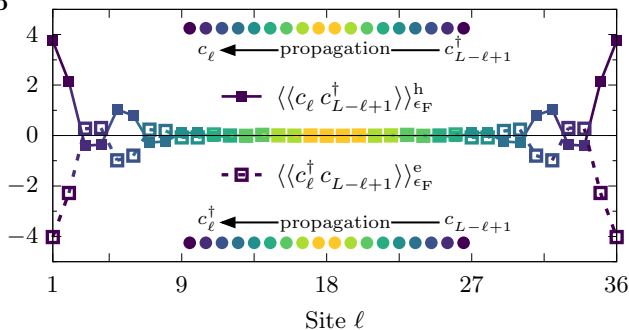 4
c_ℓ propagation c†_{L−ℓ+1}
2
⟨⟨c_ℓ c†_{L−ℓ+1}⟩⟩^h_{ϵ_F}
0
⟨⟨c†_ℓ c_{L−ℓ+1}⟩⟩^e_{ϵ_F}
−2
c†_ℓ propagation c_{L−ℓ+1}
−4
1 9 18 27 36
Site ℓ